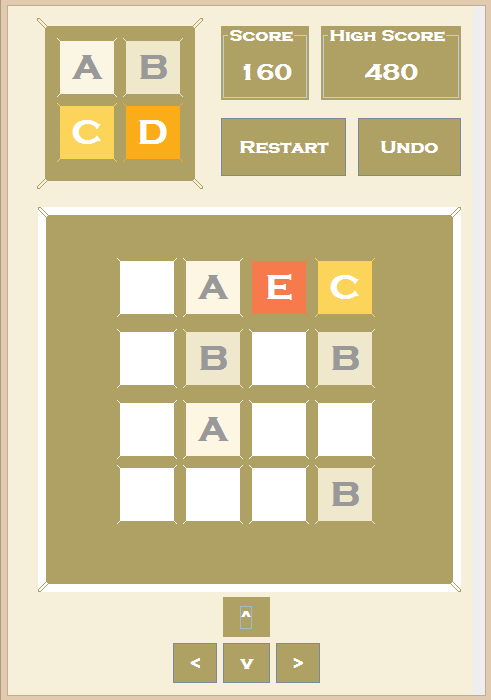 A B
C D
Score
160
High Score
480
Restart
Undo
A E C
B B
A
B
^
< v >